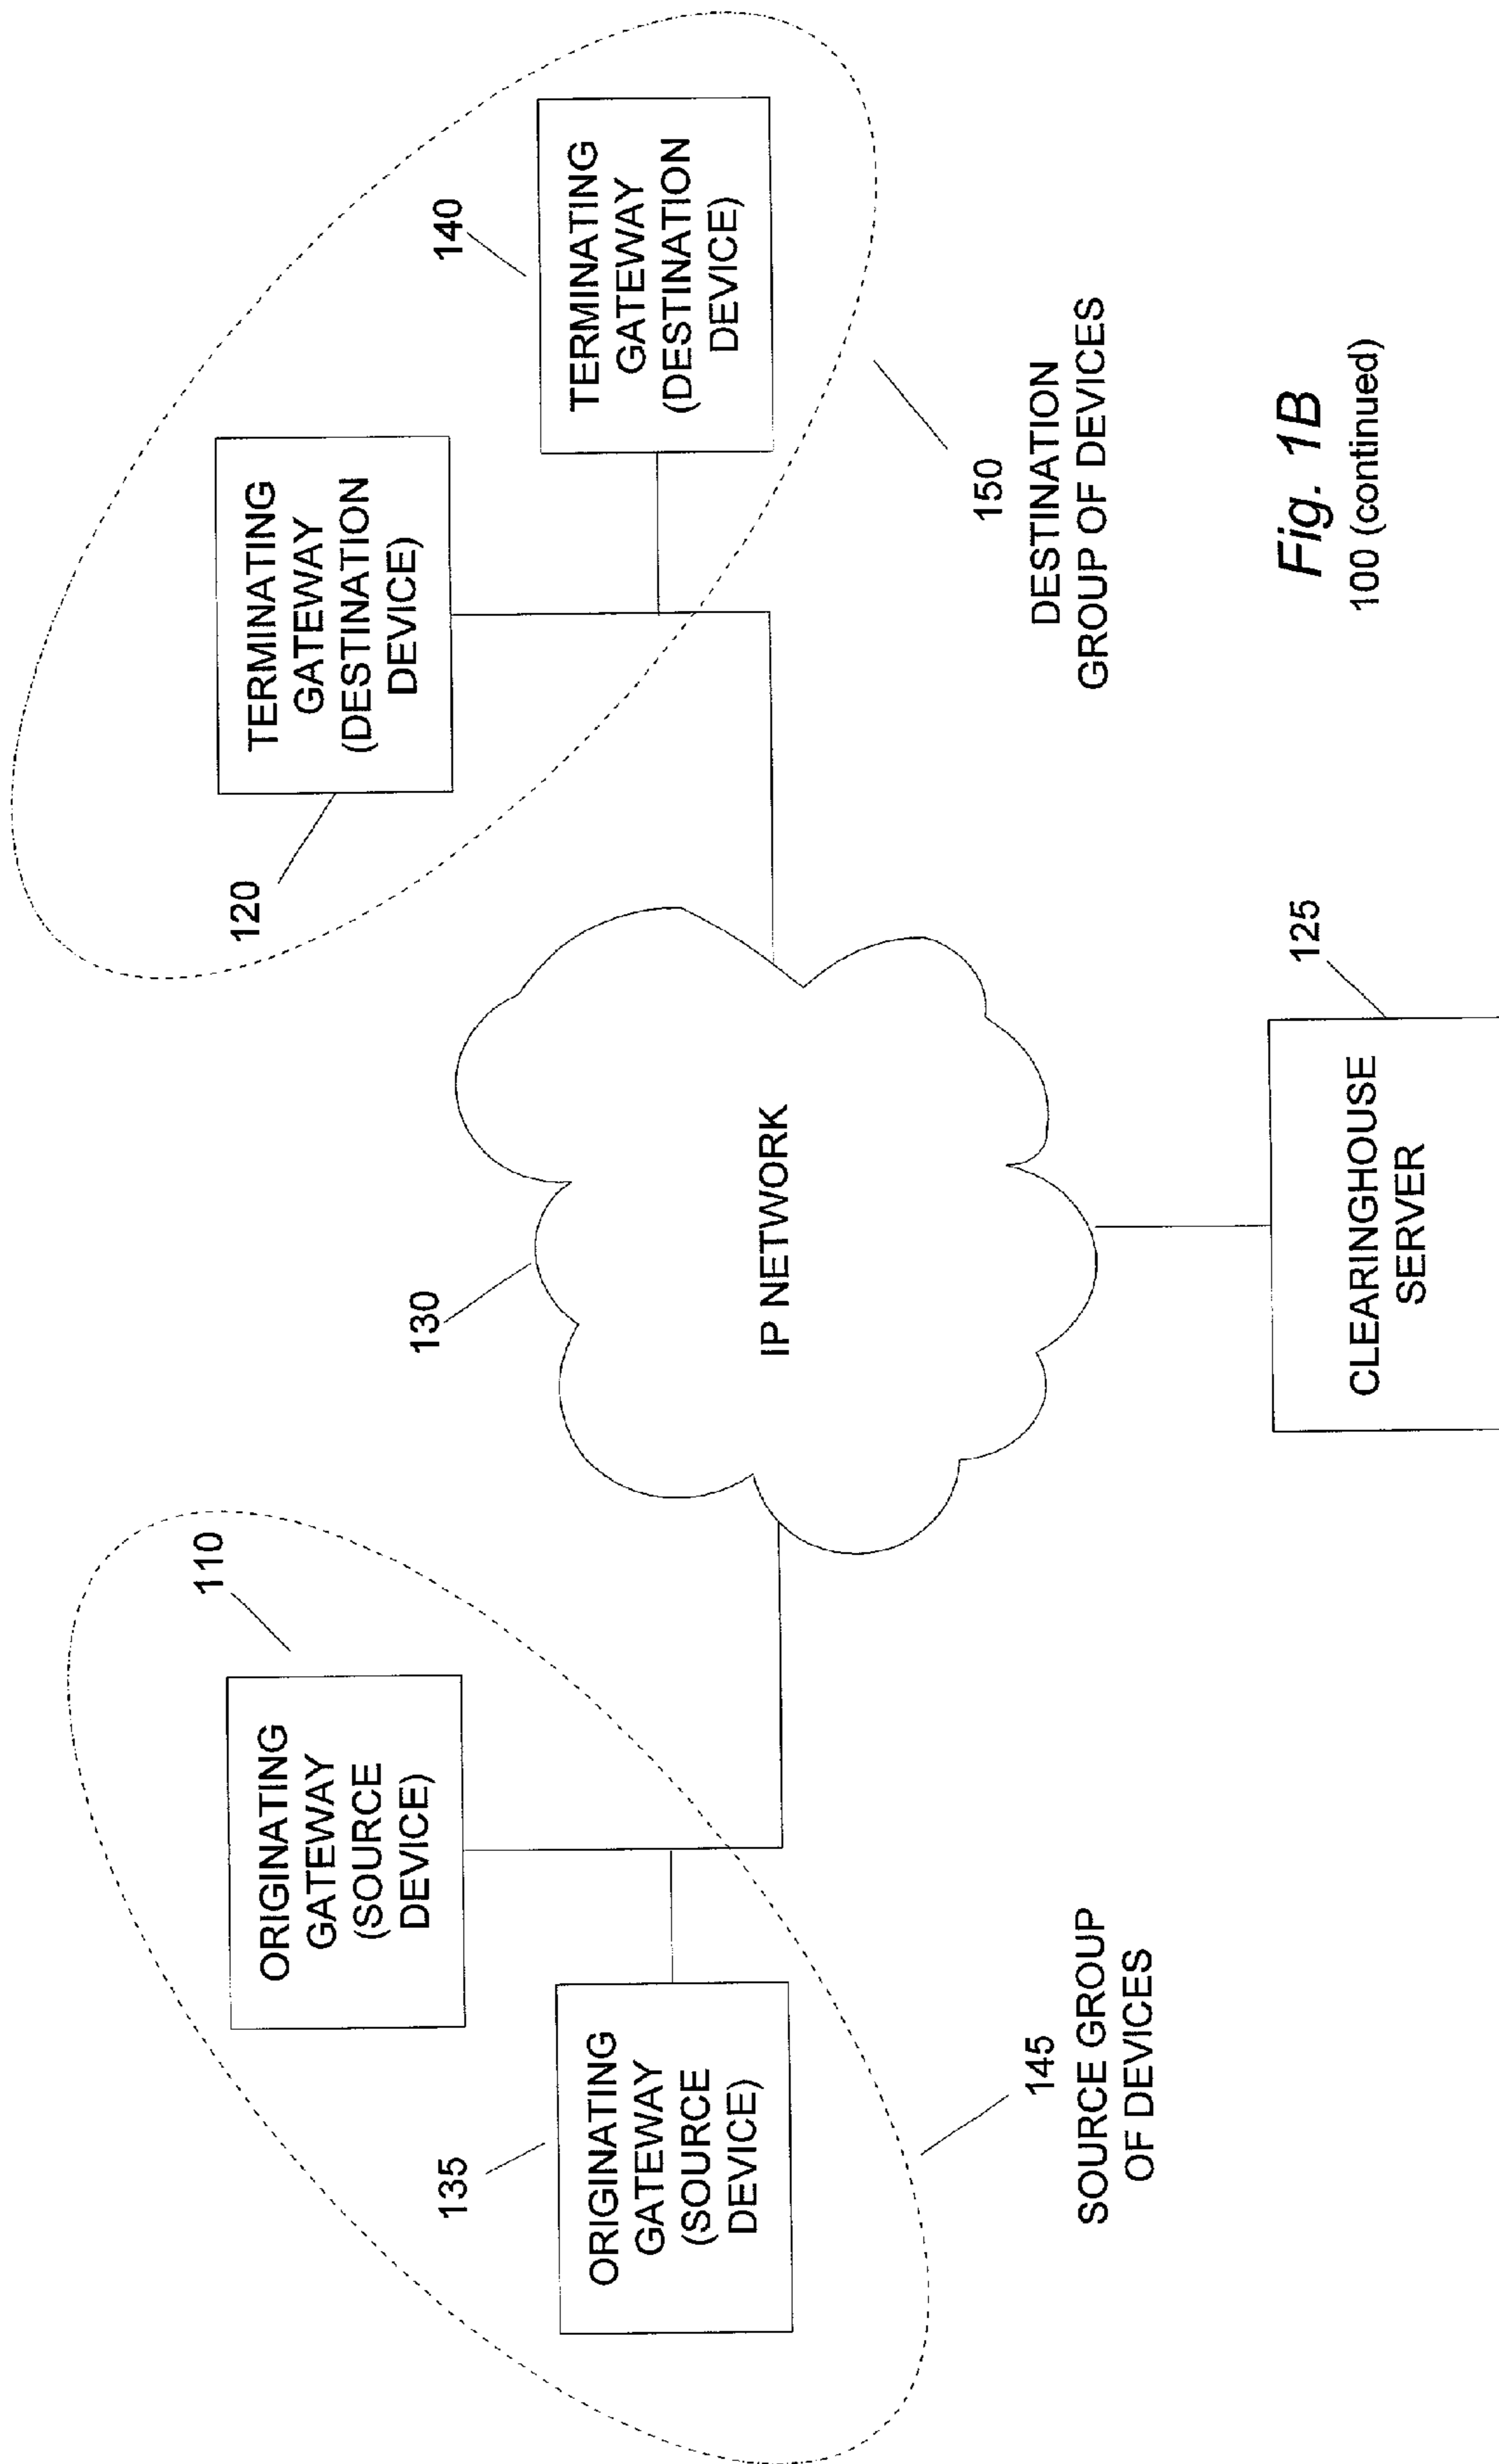 110
ORIGINATING
GATEWAY
(SOURCE
DEVICE)
135
ORIGINATING
GATEWAY
(SOURCE
DEVICE)
145
SOURCE GROUP
OF DEVICES
130
IP NETWORK
125
CLEARINGHOUSE
SERVER
120
TERMINATING
GATEWAY
(DESTINATION
DEVICE)
140
TERMINATING
GATEWAY
(DESTINATION
DEVICE)
150
DESTINATION
GROUP OF DEVICES
Fig. 1B
100 (continued)